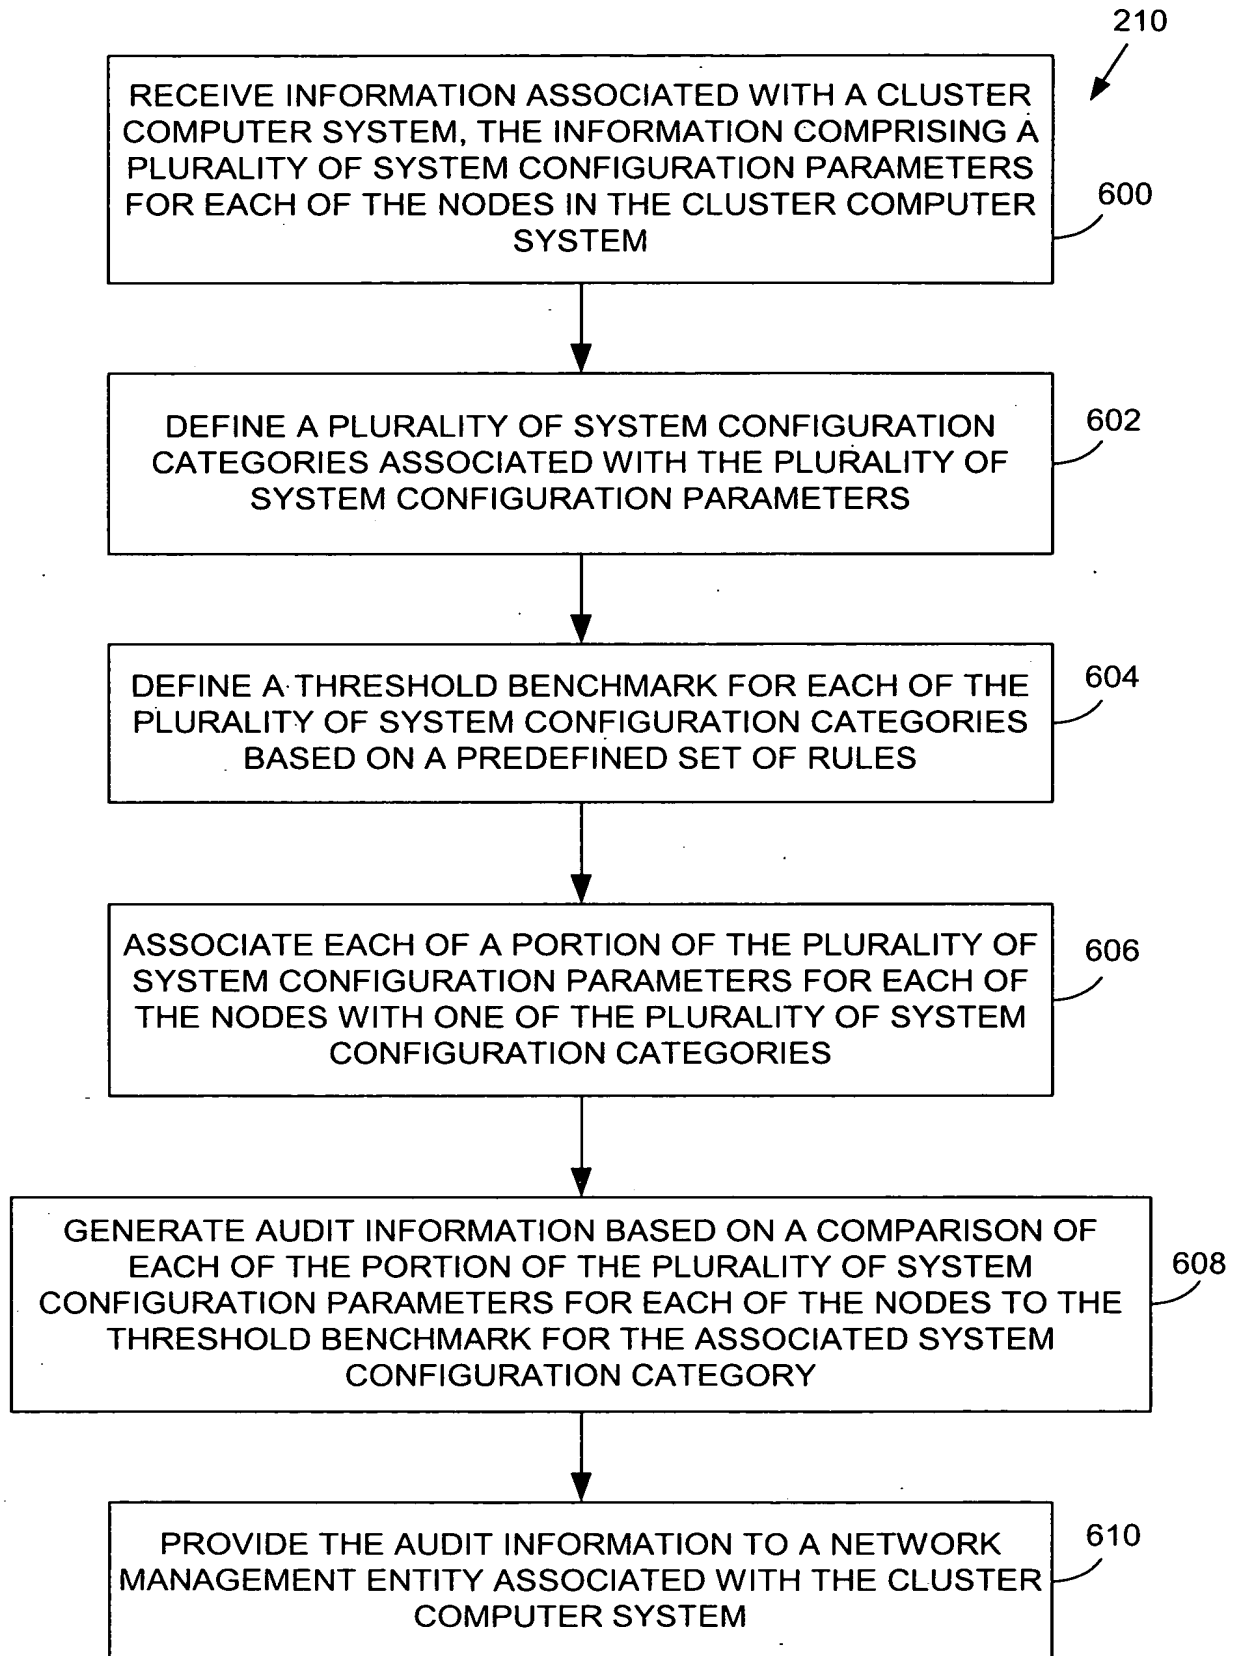 210
RECEIVE INFORMATION ASSOCIATED WITH A CLUSTER
COMPUTER SYSTEM, THE INFORMATION COMPRISING A
PLURALITY OF SYSTEM CONFIGURATION PARAMETERS
FOR EACH OF THE NODES IN THE CLUSTER COMPUTER
SYSTEM
600
DEFINE A PLURALITY OF SYSTEM CONFIGURATION
CATEGORIES ASSOCIATED WITH THE PLURALITY OF
SYSTEM CONFIGURATION PARAMETERS
602
DEFINE A THRESHOLD BENCHMARK FOR EACH OF THE
PLURALITY OF SYSTEM CONFIGURATION CATEGORIES
BASED ON A PREDEFINED SET OF RULES
604
ASSOCIATE EACH OF A PORTION OF THE PLURALITY OF
SYSTEM CONFIGURATION PARAMETERS FOR EACH OF
THE NODES WITH ONE OF THE PLURALITY OF SYSTEM
CONFIGURATION CATEGORIES
606
GENERATE AUDIT INFORMATION BASED ON A COMPARISON OF
EACH OF THE PORTION OF THE PLURALITY OF SYSTEM
CONFIGURATION PARAMETERS FOR EACH OF THE NODES TO THE
THRESHOLD BENCHMARK FOR THE ASSOCIATED SYSTEM
CONFIGURATION CATEGORY
608
PROVIDE THE AUDIT INFORMATION TO A NETWORK
MANAGEMENT ENTITY ASSOCIATED WITH THE CLUSTER
COMPUTER SYSTEM
610